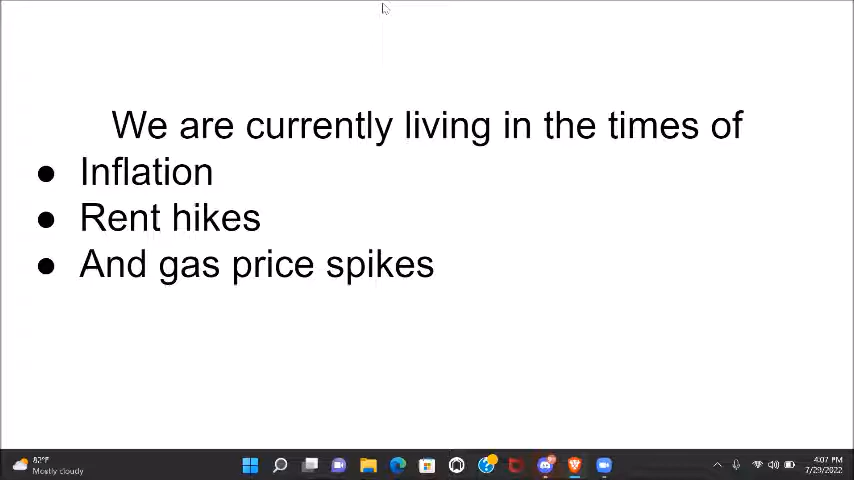 We are currently living in the times of
● Inflation
● Rent hikes
● And gas price spikes
82°F
Mostly cloudy
4:07 PM
7/29/2022